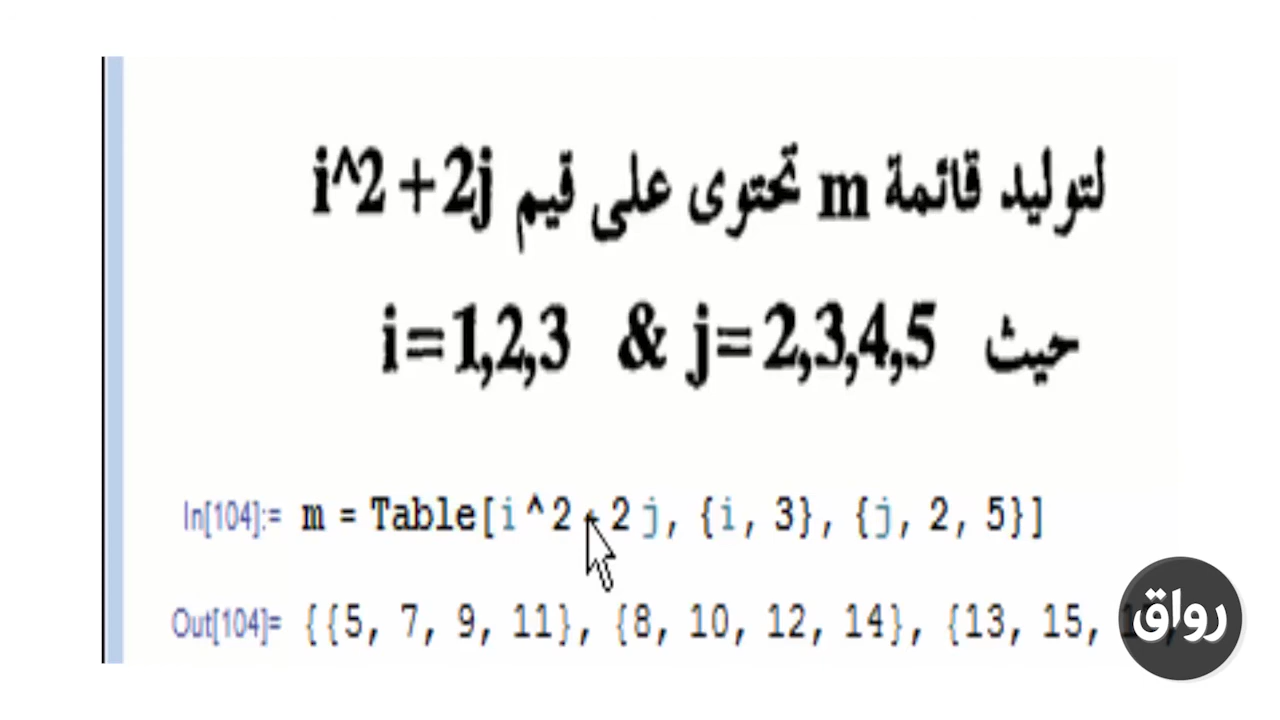 لتوليد قائمة m تحتوى على قيم i^2+2j
حيث i=1,2,3 & j=2,3,4,5
In[104]:= m = Table[i^2+2j, {i, 3}, {j, 2, 5}]
Out[104]= {{5, 7, 9, 11}, {8, 10, 12, 14}, {13, 15,
رواق